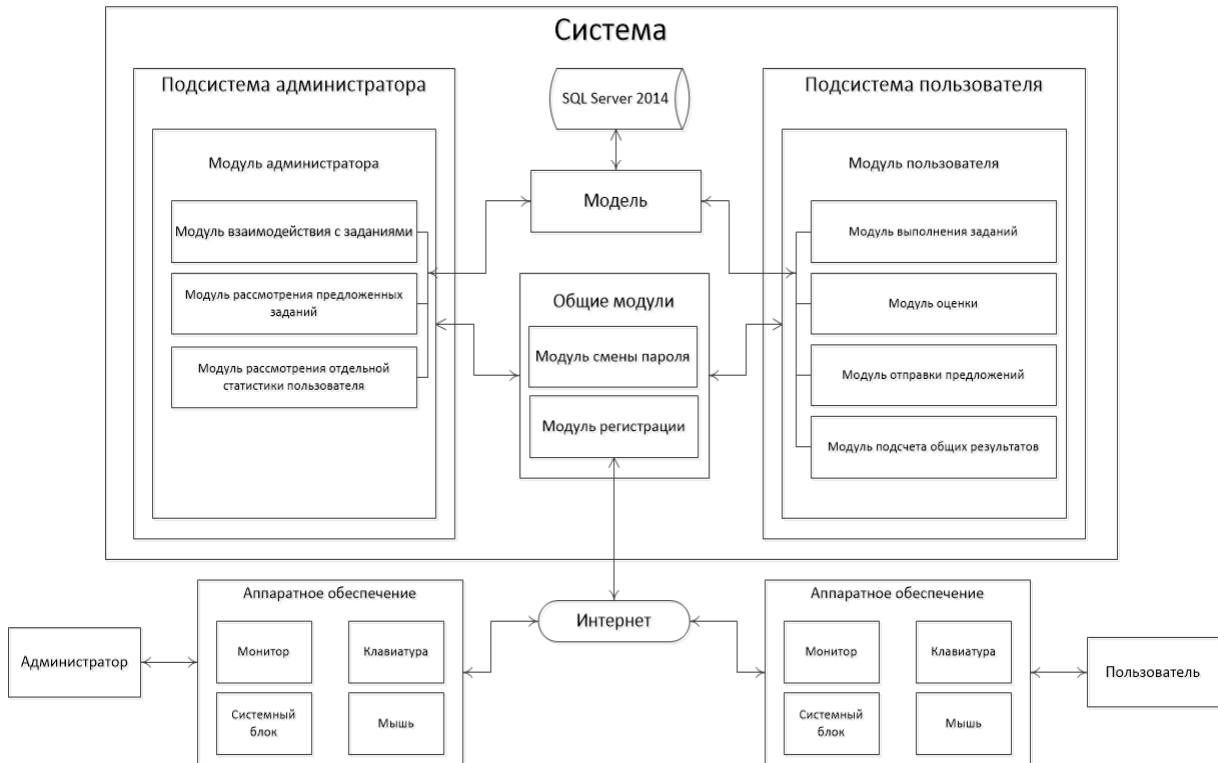 Система
Подсистема администратора
Модуль администратора
Модуль взаимодействия с заданиями
Модуль рассмотрения предложенных
заданий
Модуль рассмотрения отдельной
статистики пользователя
SQL Server 2014
Модель
Общие модули
Модуль смены пароля
Модуль регистрации
Подсистема пользователя
Модуль пользователя
Модуль выполнения заданий
Модуль оценки
Модуль отправки предложений
Модуль подсчета общих результатов
Администратор
Аппаратное обеспечение
Монитор
Клавиатура
Системный
блок
Мышь
Интернет
Аппаратное обеспечение
Монитор
Клавиатура
Системный
блок
Мышь
Пользователь